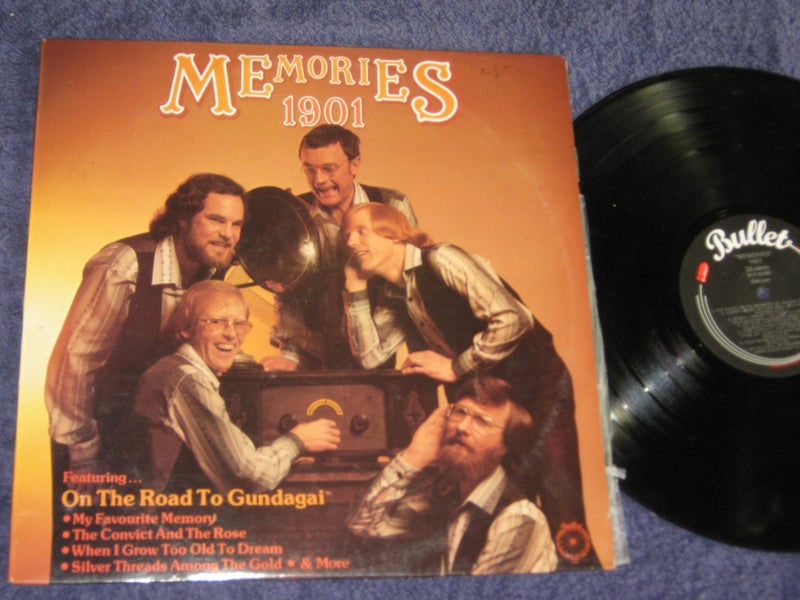 MEMORIES
1901
Featuring...
On The Road To Gundagai
• My Favourite Memory
• The Convict And The Rose
• When I Grow Too Old To Dream
• Silver Threads Among The Gold • & More
Bullet
"MEMORIES"
1901